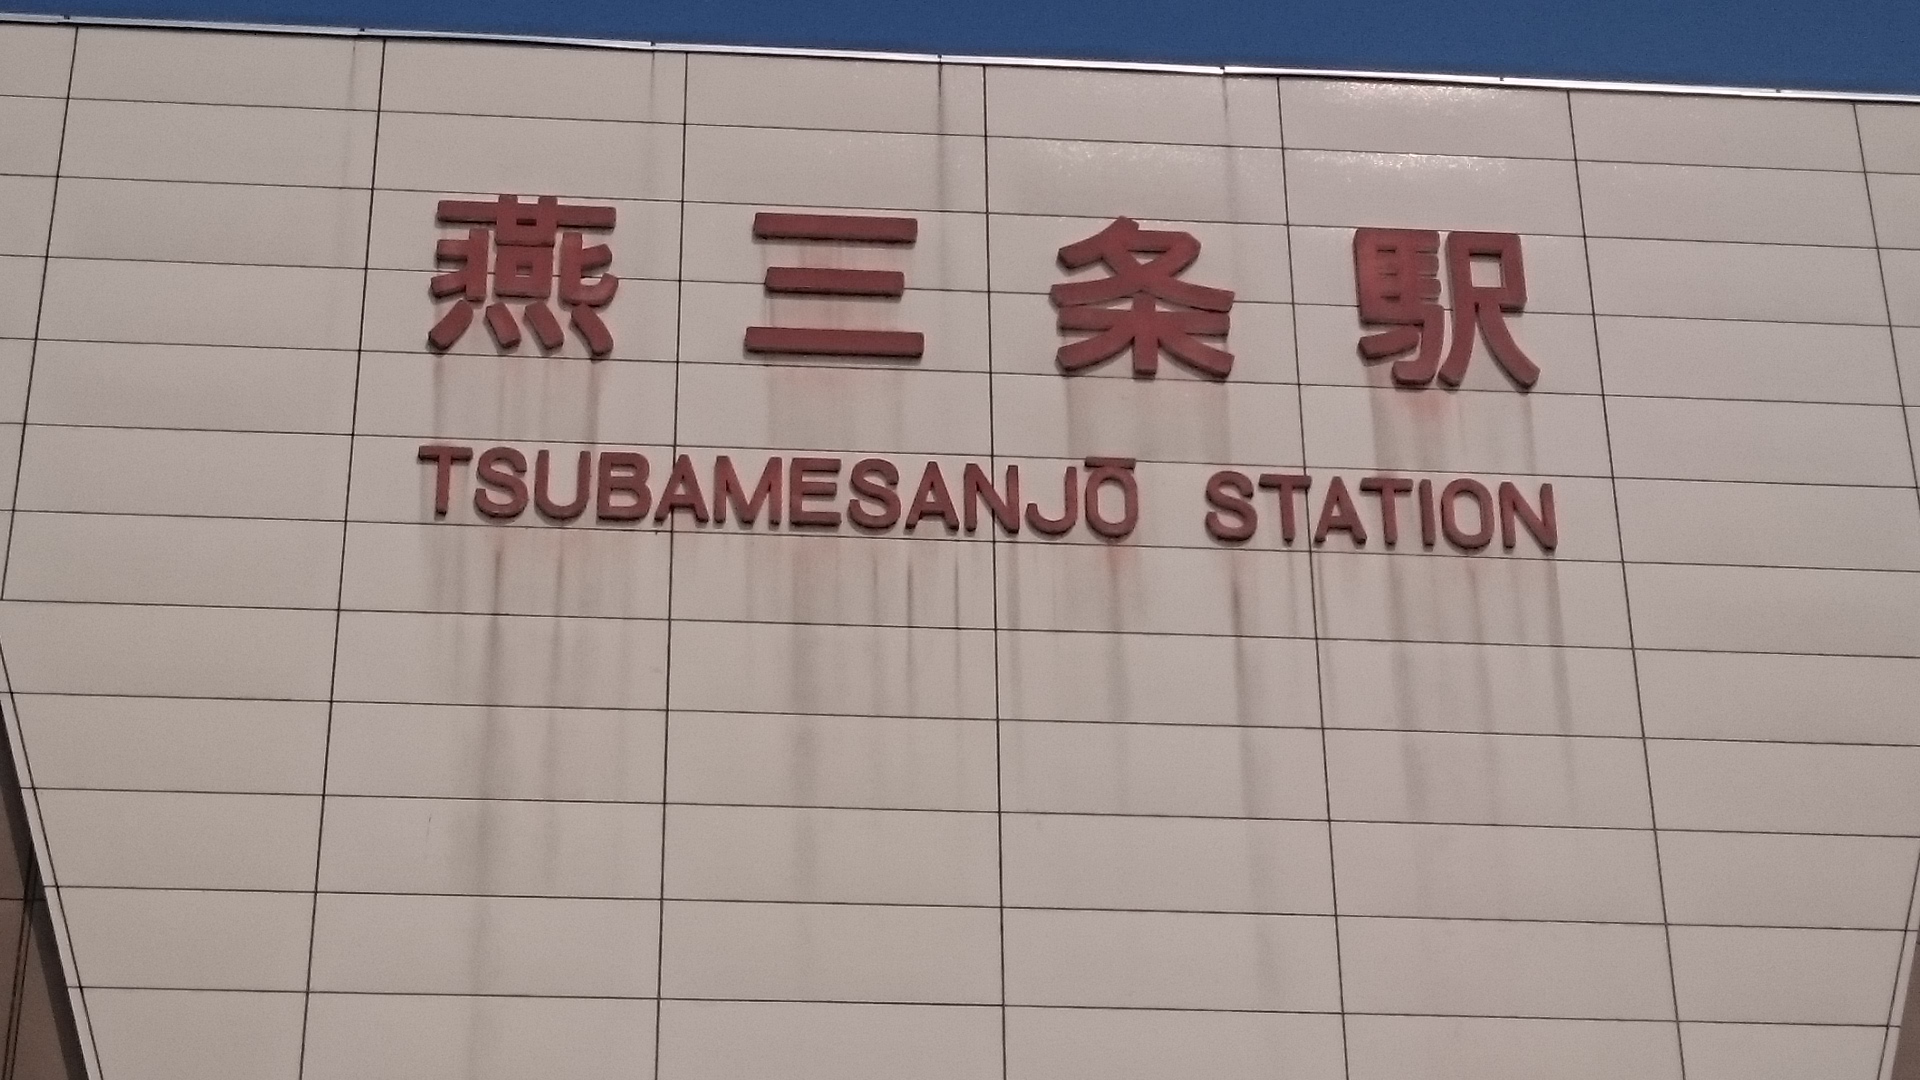 燕三条駅
TSUBAMESANJŌ STATION